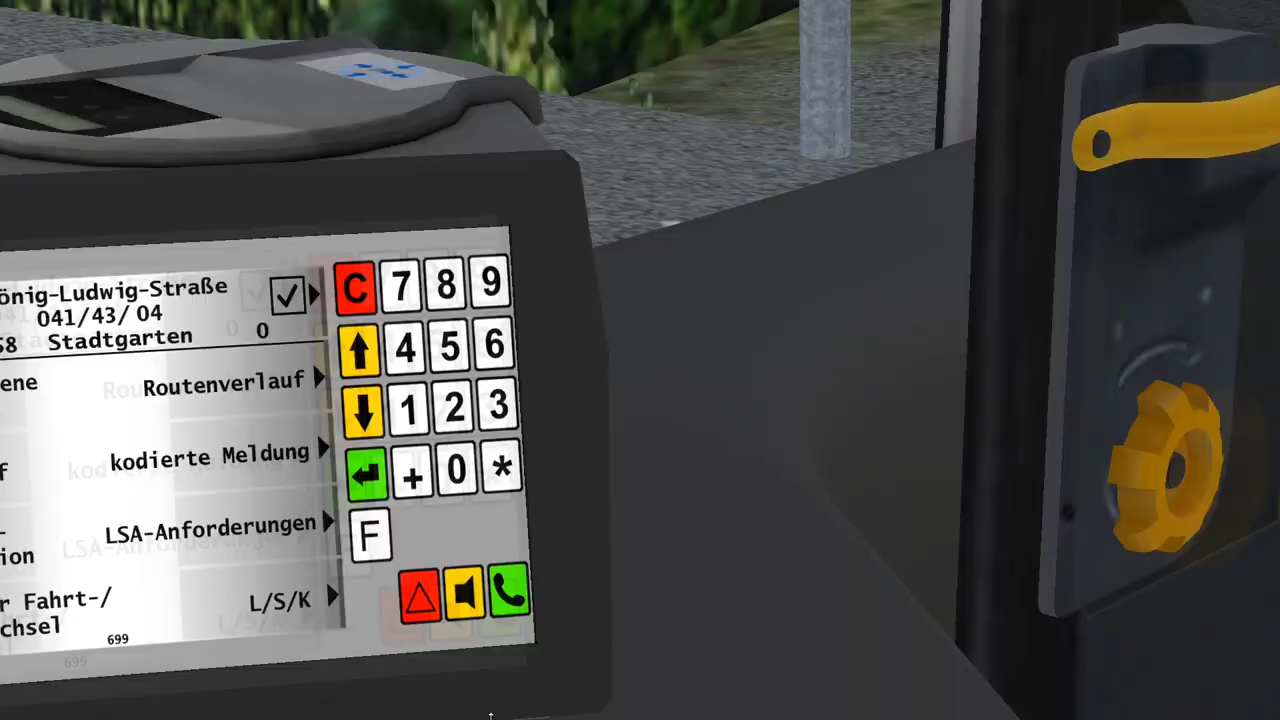 önig-Ludwig-Straße
041/43/ 04
58 Stadtgarten 0
ene
Routenverlauf
f
kodierte Meldung
-
ion
LSA-Anforderungen
r Fahrt-/
chsel
L/S/K
699
C 7 8 9
4 5 6
1 2 3
+ 0 *
F